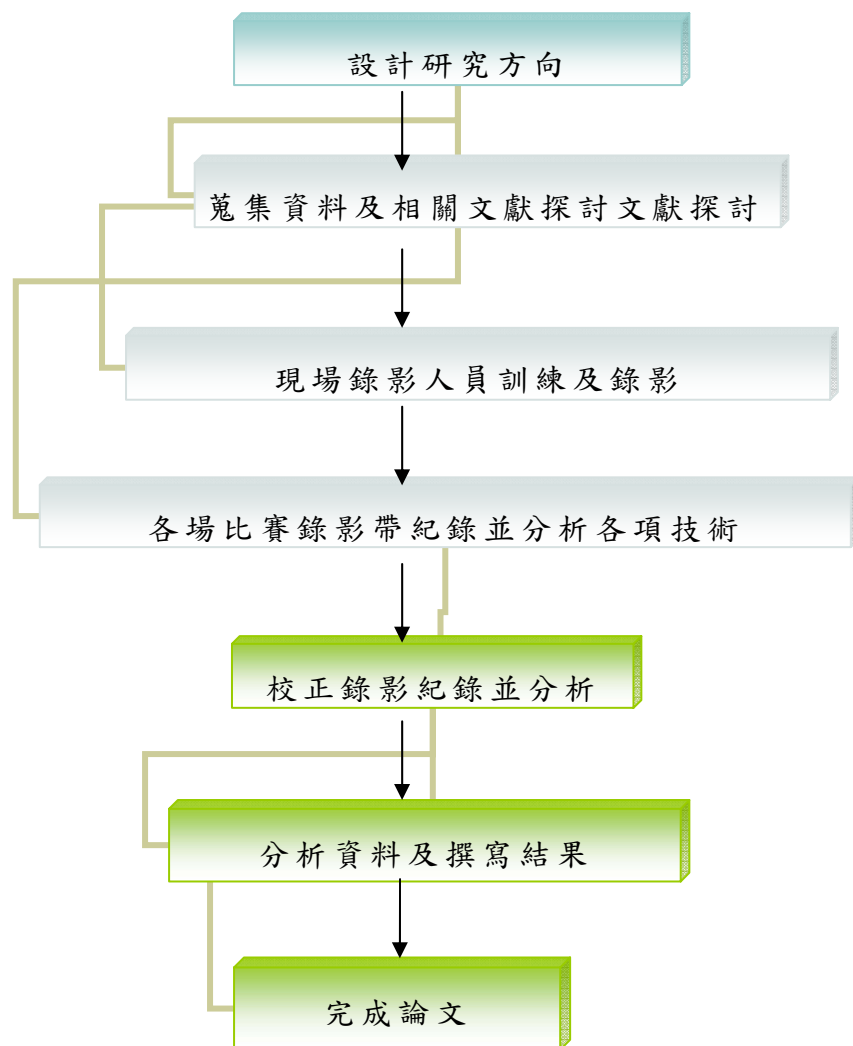 設計研究方向
蒐集資料及相關文獻探討文獻探討
現場錄影人員訓練及錄影
各場比賽錄影帶紀錄並分析各項技術
校正錄影紀錄並分析
分析資料及撰寫結果
完成論文